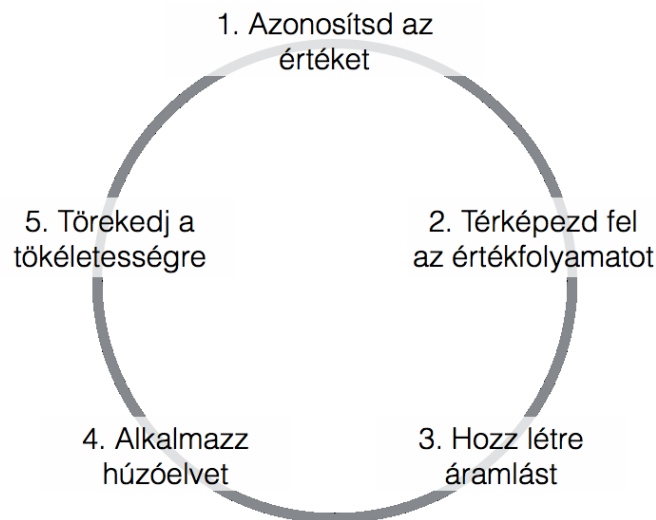 1. Azonosítsd az
értéket
2. Térképezd fel
az értékfolyamatot
3. Hozz létre
áramlást
4. Alkalmazz
húzóelvet
5. Törekedj a
tökéletességre